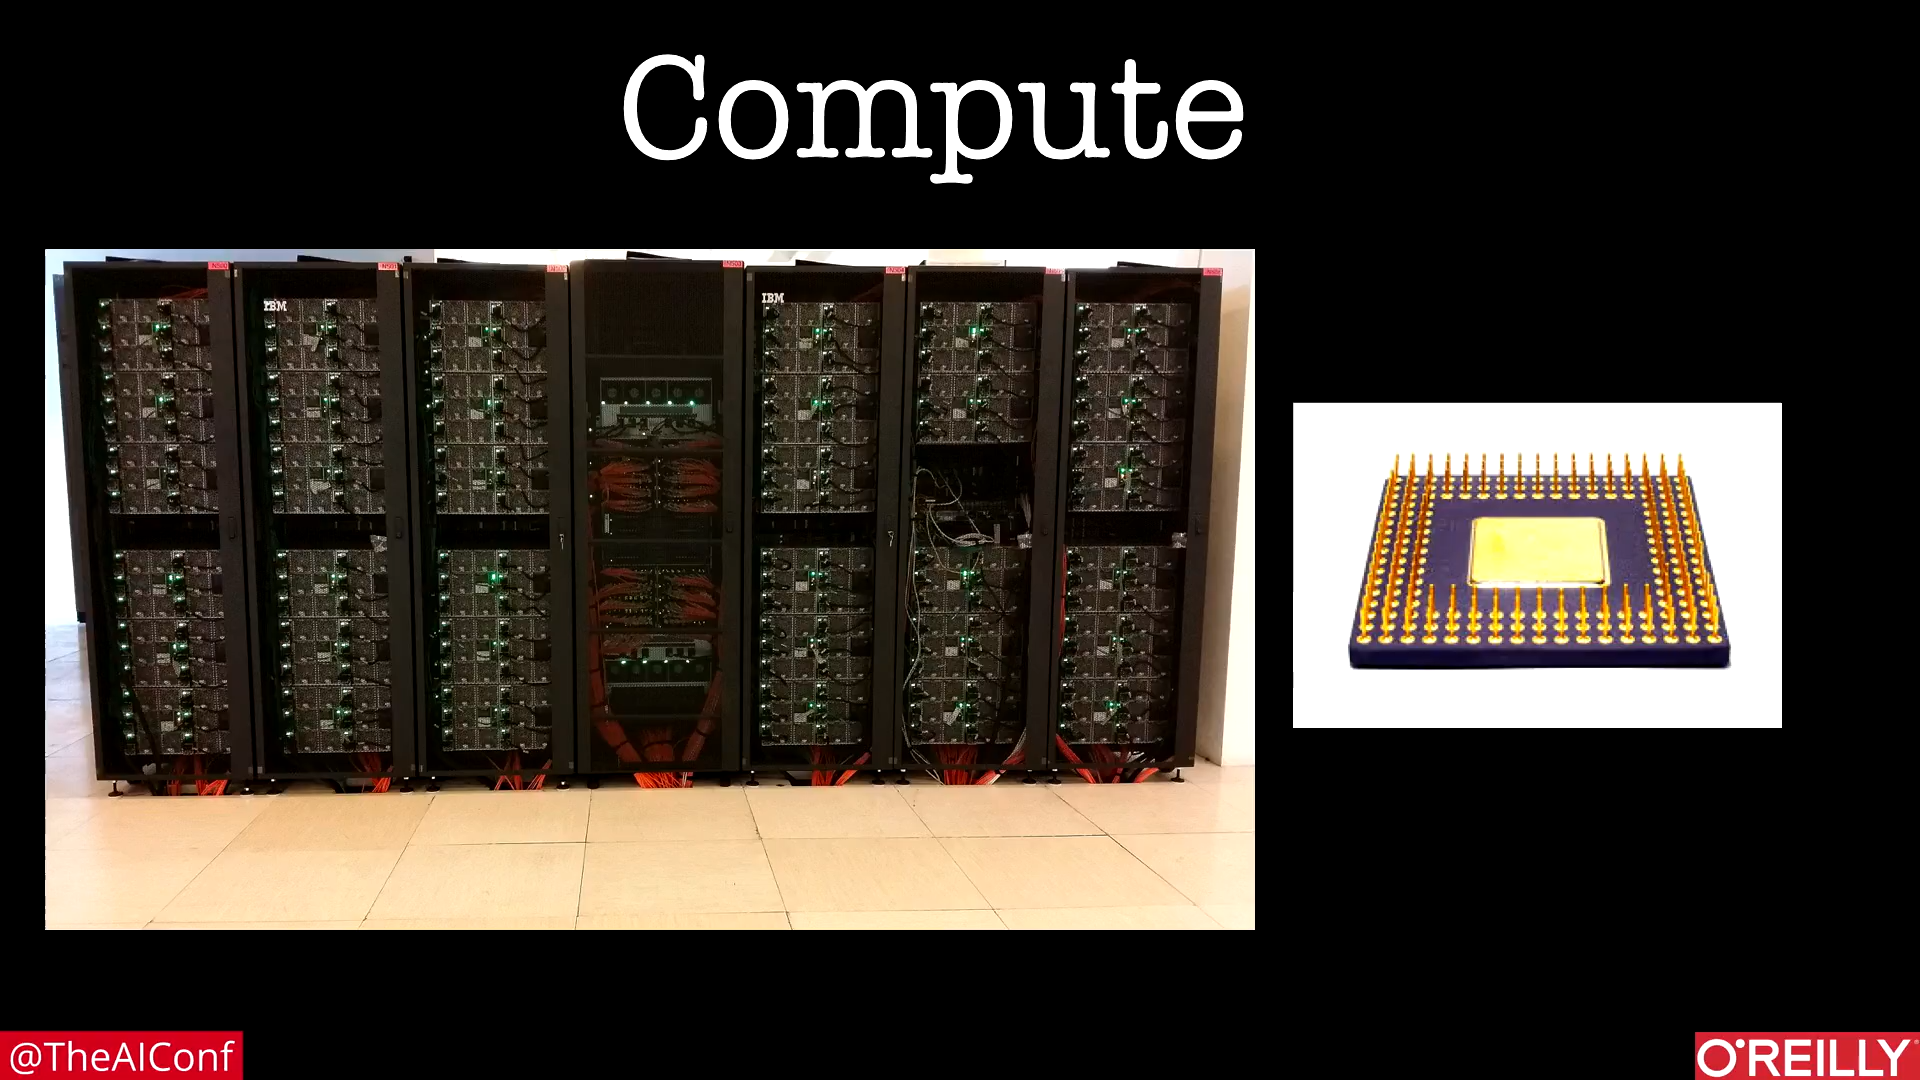 Compute
IBM
IBM
@TheAIConf
O'REILLY®